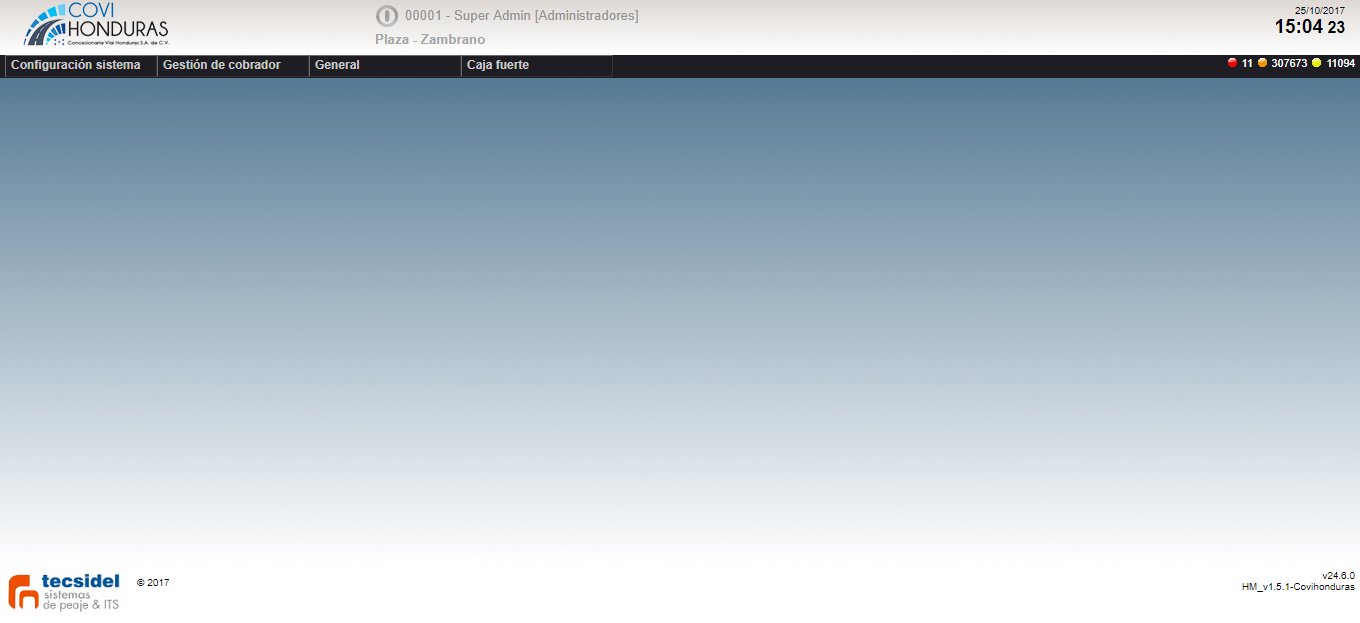 COVI
HONDURAS
Concesionaria Vial Honduras S.A. de C.V.
00001 - Super Admin [Administradores]
Plaza - Zambrano
25/10/2017
15:04 23
Configuración sistema
Gestión de cobrador
General
Caja fuerte
11 307673 11094
tecsidel
sistemas
de peaje & ITS
© 2017
v24.6.0
HM_v1.5.1-Covihonduras